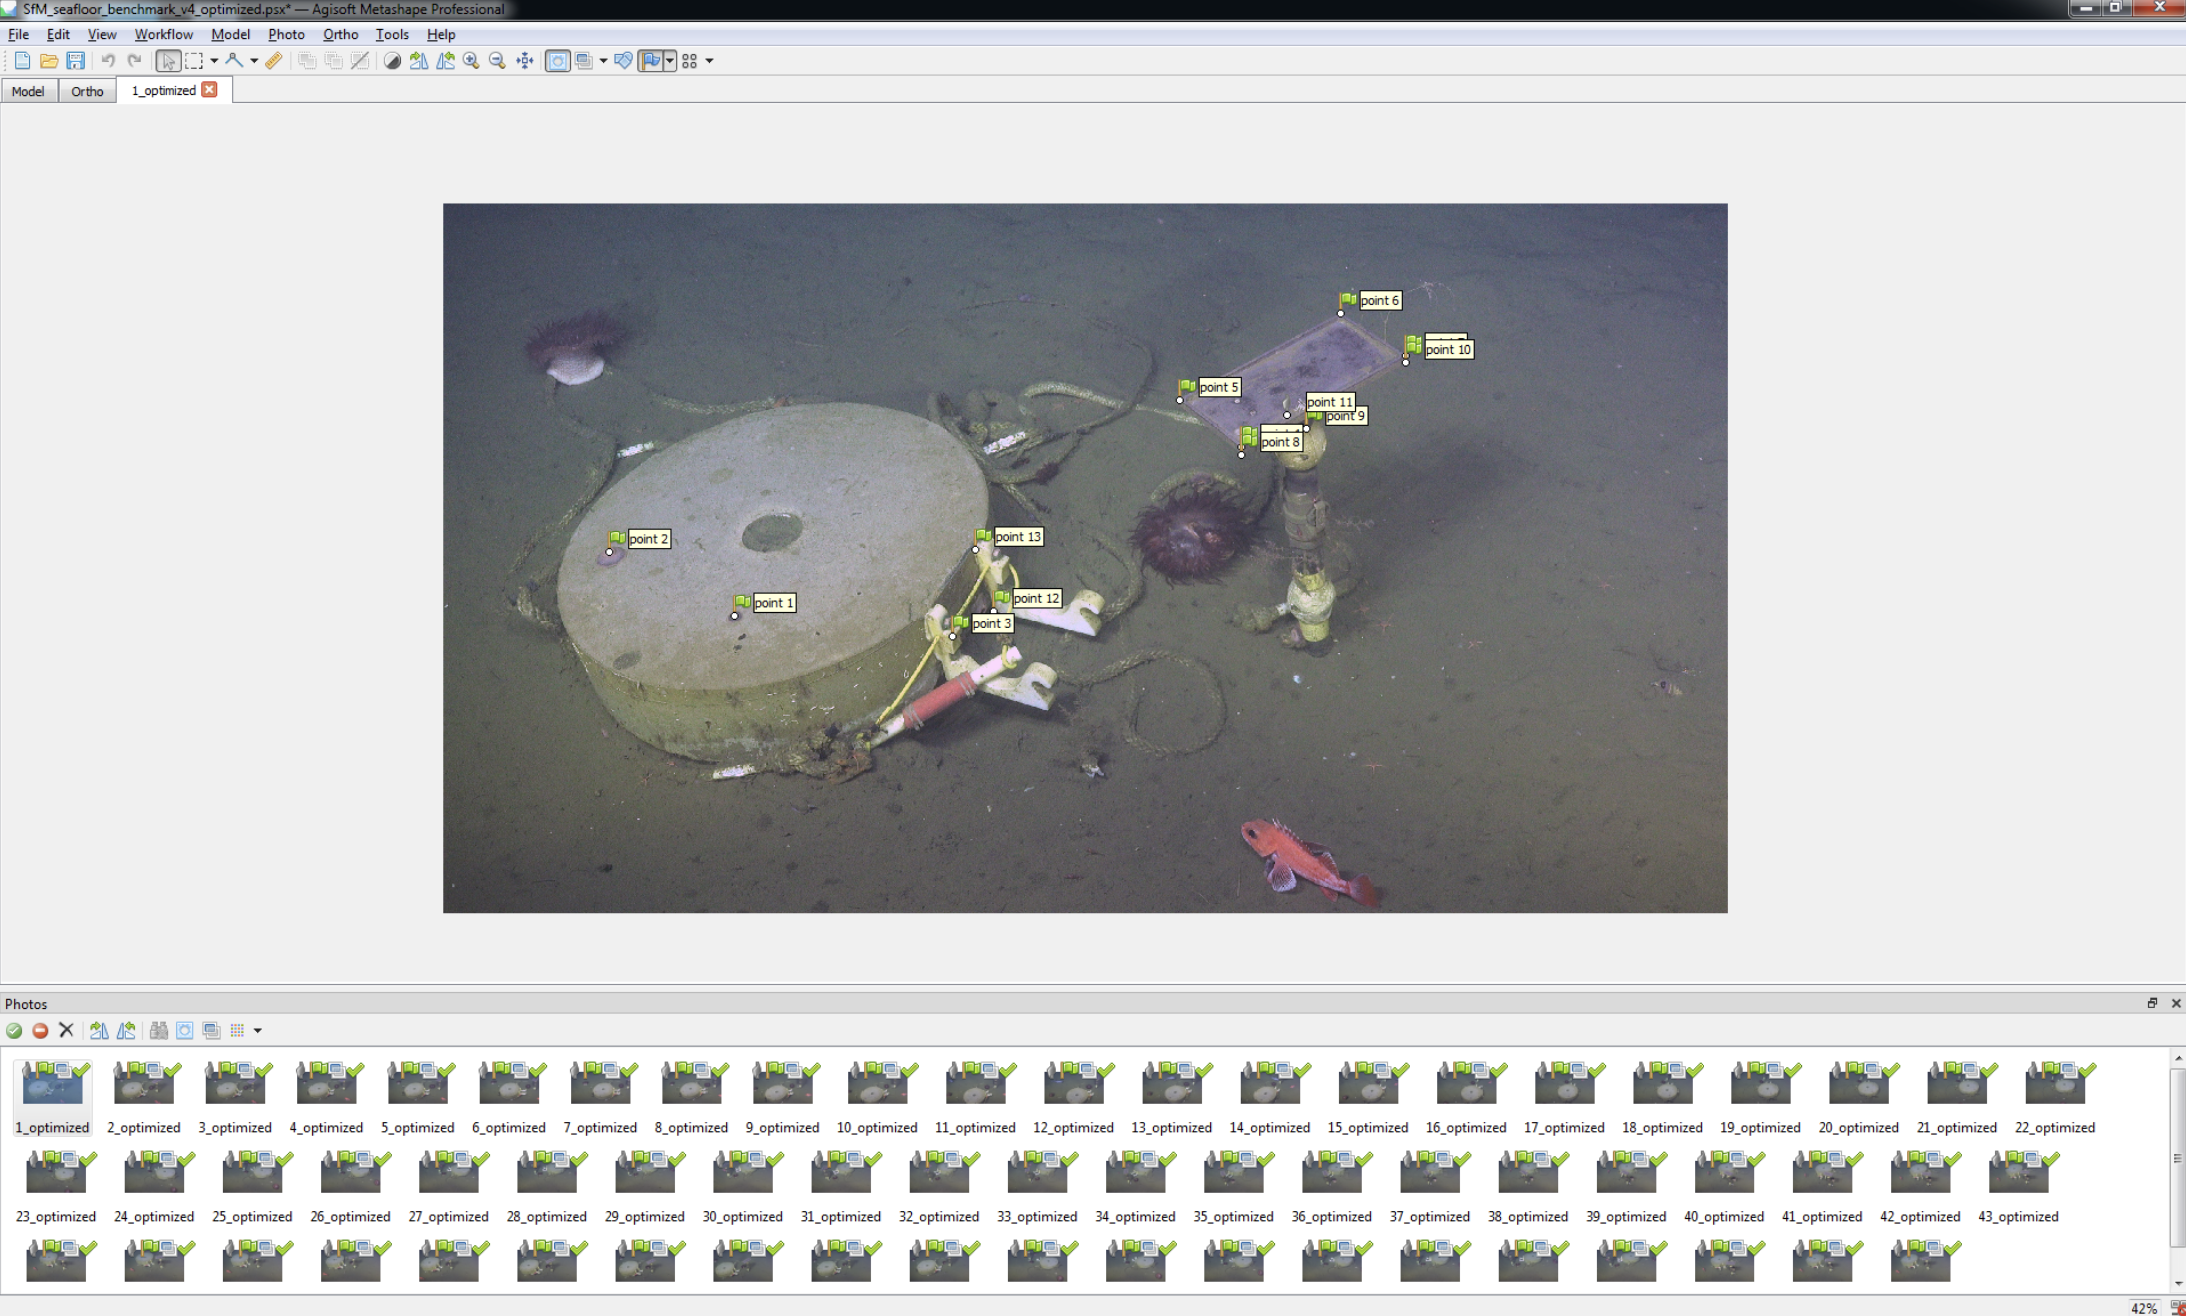 SfM_seafloor_benchmark_v4_optimized.psx* — Agisoft Metashape Professional
File Edit View Workflow Model Photo Ortho Tools Help
Model Ortho 1_optimized
point 6
point 10
point 5
point 11
point 9
point 8
point 2
point 13
point 1
point 12
point 3
Photos
1_optimized 2_optimized 3_optimized 4_optimized 5_optimized 6_optimized 7_optimized 8_optimized 9_optimized 10_optimized 11_optimized 12_optimized 13_optimized 14_optimized 15_optimized 16_optimized 17_optimized 18_optimized 19_optimized 20_optimized 21_optimized 22_optimized
23_optimized 24_optimized 25_optimized 26_optimized 27_optimized 28_optimized 29_optimized 30_optimized 31_optimized 32_optimized 33_optimized 34_optimized 35_optimized 36_optimized 37_optimized 38_optimized 39_optimized 40_optimized 41_optimized 42_optimized 43_optimized
42%